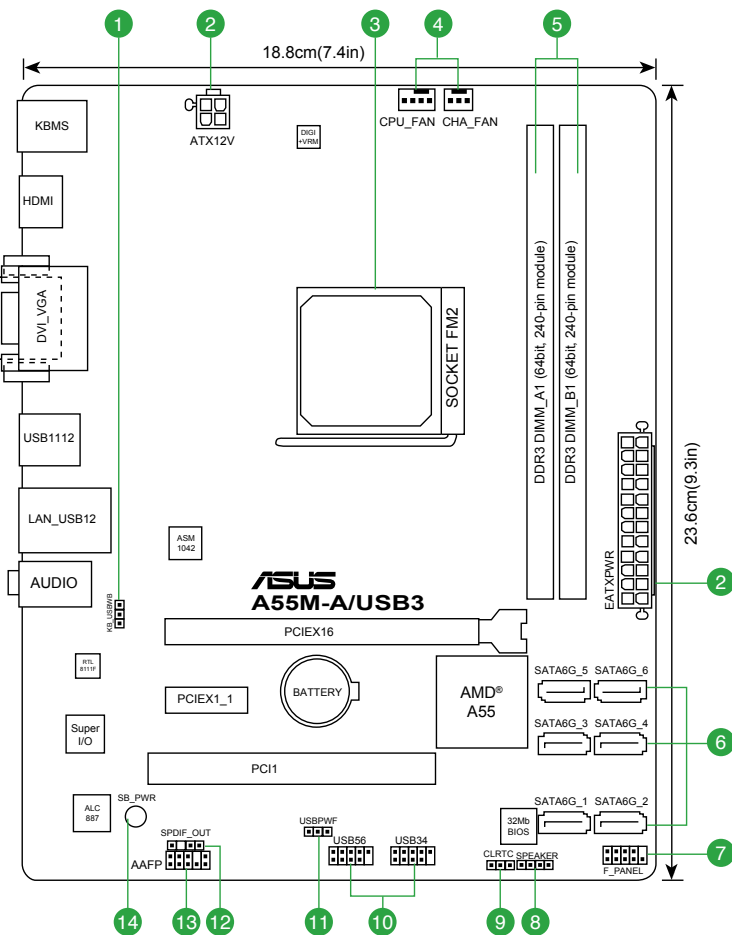 1
2
3
4
5
18.8cm(7.4in)
KBMS
ATX12V
DIGI
+VRM
CPU_FAN
CHA_FAN
HDMI
DVI_VGA
SOCKET FM2
DDR3 DIMM_A1 (64bit, 240-pin module)
DDR3 DIMM_B1 (64bit, 240-pin module)
23.6cm(9.3in)
USB1112
LAN_USB12
ASM
1042
EATXPWR
2
AUDIO
KB_USBWB
ASUS
A55M-A/USB3
PCIEX16
RTL
8111F
PCIEX1_1
BATTERY
AMD®
A55
SATA6G_5
SATA6G_6
SATA6G_3
SATA6G_4
6
Super
I/O
PCI1
ALC
887
SB_PWR
SPDIF_OUT
AAFP
USBPWF
USB56
USB34
32Mb
BIOS
SATA6G_1
SATA6G_2
CLRTC
SPEAKER
F_PANEL
7
14
13
12
11
10
9
8